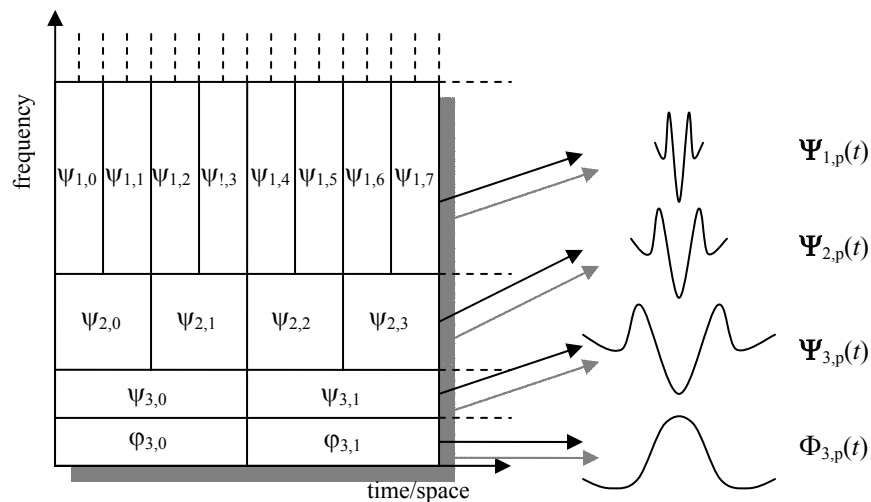 frequency
ψ1,0 ψ1,1 ψ1,2 ψ!,3 ψ1,4 ψ1,5 ψ1,6 ψ1,7
Ψ1,p(t)
ψ2,0 ψ2,1 ψ2,2 ψ2,3
Ψ2,p(t)
ψ3,0 ψ3,1
Ψ3,p(t)
φ3,0 φ3,1
Φ3,p(t)
time/space